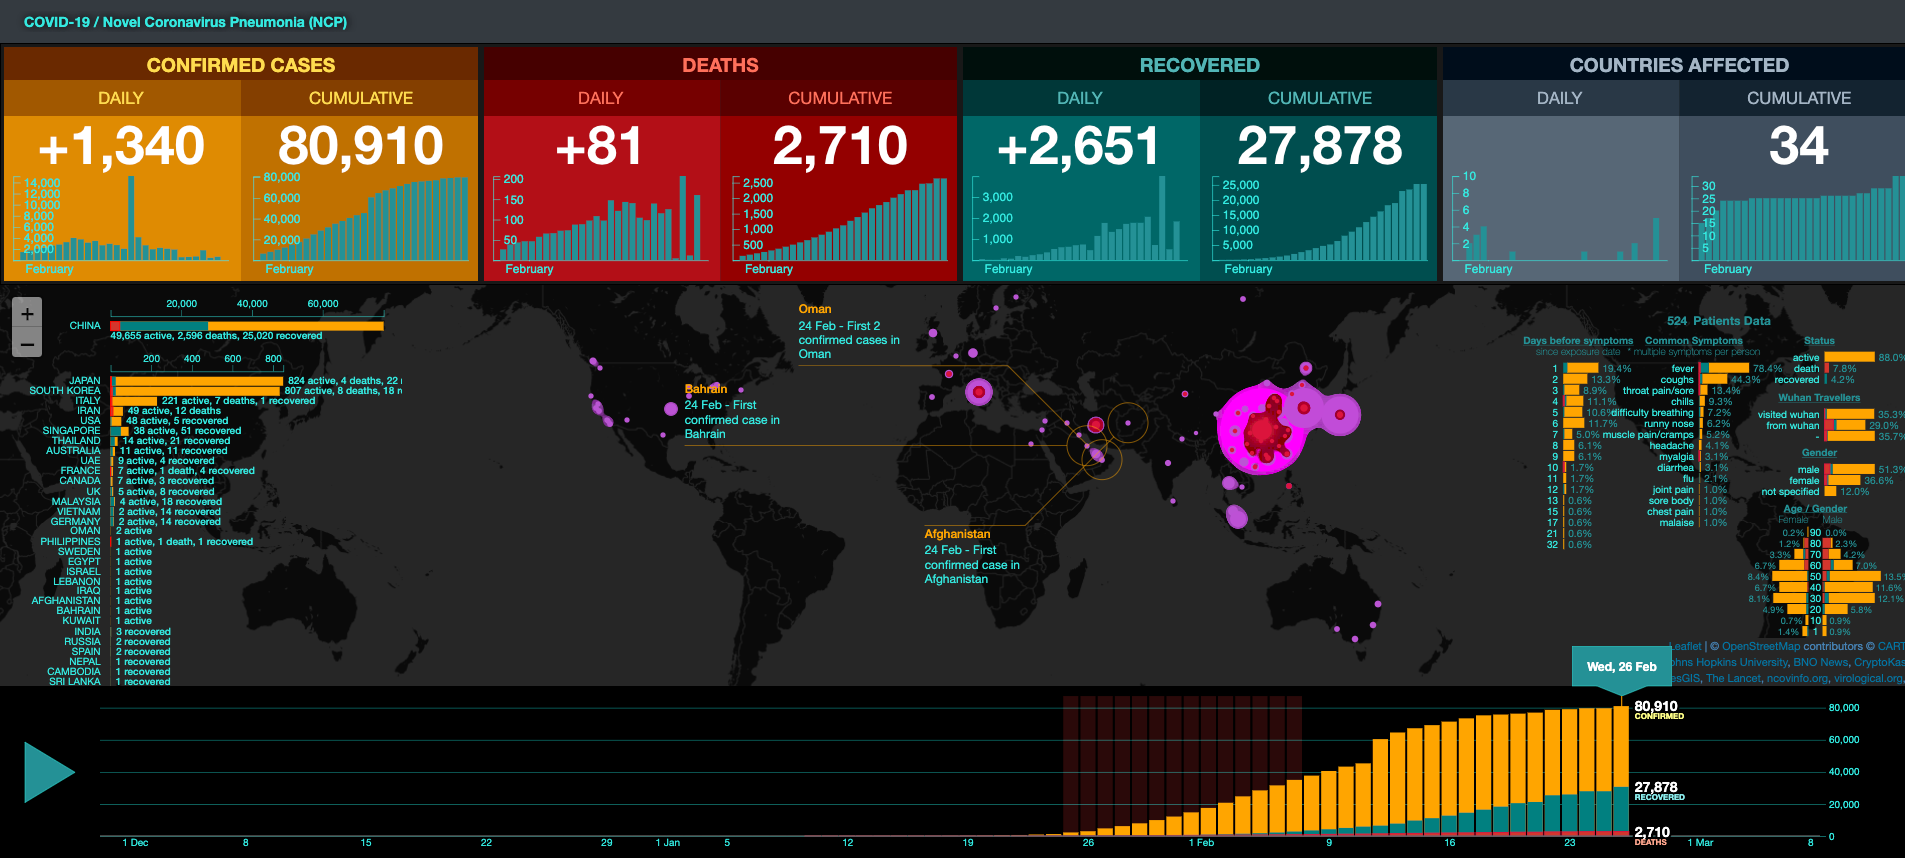 COVID-19 / Novel Coronavirus Pneumonia (NCP)
CONFIRMED CASES
DAILY
CUMULATIVE
+1,340
80,910
14,000
12,000
10,000
8,000
6,000
4,000
2,000
February
80,000
60,000
40,000
20,000
February
DEATHS
DAILY
CUMULATIVE
+81
2,710
200
150
100
50
February
2,500
2,000
1,500
1,000
500
February
RECOVERED
DAILY
CUMULATIVE
+2,651
27,878
3,000
2,000
1,000
February
25,000
20,000
15,000
10,000
5,000
February
COUNTRIES AFFECTED
DAILY
CUMULATIVE
34
10
8
6
4
2
February
30
25
20
15
10
5
February
+
−
20,000 40,000 60,000
CHINA
49,655 active, 2,596 deaths, 25,020 recovered
200 400 600 800
JAPAN 824 active, 4 deaths, 22
SOUTH KOREA 807 active, 8 deaths, 18
ITALY 221 active, 7 deaths, 1 recovered
IRAN 49 active, 12 deaths
USA 48 active, 5 recovered
SINGAPORE 38 active, 51 recovered
THAILAND 14 active, 21 recovered
AUSTRALIA 11 active, 11 recovered
UAE 9 active, 4 recovered
FRANCE 7 active, 1 death, 4 recovered
CANADA 7 active, 3 recovered
UK 5 active, 8 recovered
MALAYSIA 4 active, 18 recovered
VIETNAM 2 active, 14 recovered
GERMANY 2 active, 14 recovered
OMAN 2 active
PHILIPPINES 1 active, 1 death, 1 recovered
SWEDEN 1 active
EGYPT 1 active
ISRAEL 1 active
LEBANON 1 active
IRAQ 1 active
AFGHANISTAN 1 active
BAHRAIN 1 active
KUWAIT 1 active
INDIA 3 recovered
RUSSIA 2 recovered
SPAIN 2 recovered
NEPAL 1 recovered
CAMBODIA 1 recovered
SRI LANKA 1 recovered
Oman
24 Feb - First 2
confirmed cases in
Oman
Bahrain
24 Feb - First
confirmed case in
Bahrain
Afghanistan
24 Feb - First
confirmed case in
Afghanistan
524 Patients Data
Days before symptoms
since exposure date
1 19.4%
2 13.3%
3 8.9%
4 11.1%
5 10.6%
6 11.7%
7 5.0%
8 6.1%
9 6.1%
10 1.7%
11 1.7%
12 1.7%
13 0.6%
15 0.6%
17 0.6%
21 0.6%
32 0.6%
Common Symptoms
* multiple symptoms per person
fever 78.4%
coughs 44.3%
throat pain/sore 13.4%
chills 9.3%
difficulty breathing 7.2%
runny nose 6.2%
muscle pain/cramps 5.2%
headache 4.1%
myalgia 3.1%
diarrhea 3.1%
flu 2.1%
joint pain 1.0%
sore body 1.0%
chest pain 1.0%
malaise 1.0%
Status
active 88.0%
death 7.8%
recovered 4.2%
Wuhan Travellers
visited wuhan 35.3%
from wuhan 29.0%
- 35.7%
Gender
male 51.3%
female 36.6%
not specified 12.0%
Age / Gender
Female Male
0.2% 90 0.0%
1.2% 80 2.3%
3.3% 70 4.2%
6.7% 60 7.0%
8.4% 50 13.5%
6.7% 40 11.6%
8.1% 30 12.1%
4.9% 20 5.8%
0.7% 10 0.9%
1.4% 1 0.9%
Leaflet | © OpenStreetMap contributors © CART
ohns Hopkins University, BNO News, CryptoKas
esGIS, The Lancet, ncovinfo.org, virological.org,
Wed, 26 Feb
80,910
CONFIRMED
27,878
RECOVERED
2,710
DEATHS
80,000
60,000
40,000
20,000
0
1 Dec 8 15 22 29 1 Jan 5 12 19 26 1 Feb 9 16 23 1 Mar 8